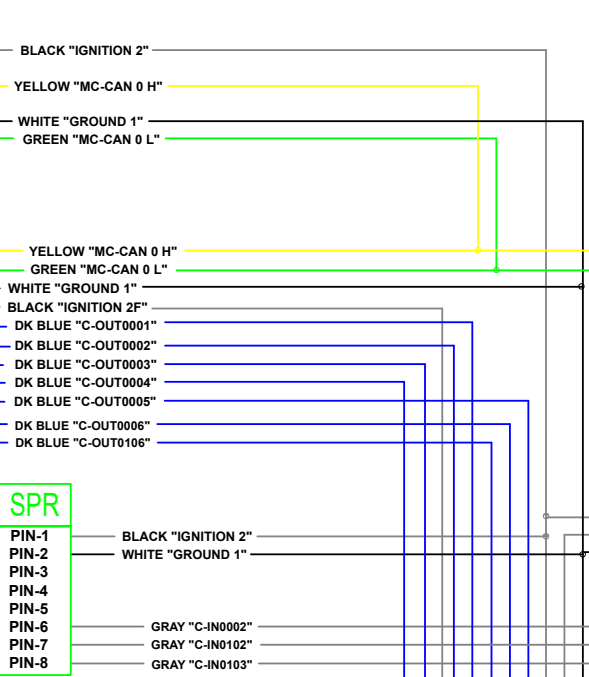 BLACK "IGNITION 2"
YELLOW "MC-CAN 0 H"
WHITE "GROUND 1"
GREEN "MC-CAN 0 L"
YELLOW "MC-CAN 0 H"
GREEN "MC-CAN 0 L"
WHITE "GROUND 1"
BLACK "IGNITION 2F"
DK BLUE "C-OUT0001"
DK BLUE "C-OUT0002"
DK BLUE "C-OUT0003"
DK BLUE "C-OUT0004"
DK BLUE "C-OUT0005"
DK BLUE "C-OUT0006"
DK BLUE "C-OUT0106"
SPR
PIN-1 BLACK "IGNITION 2"
PIN-2 WHITE "GROUND 1"
PIN-3
PIN-4
PIN-5
PIN-6 GRAY "C-IN0002"
PIN-7 GRAY "C-IN0102"
PIN-8 GRAY "C-IN0103"